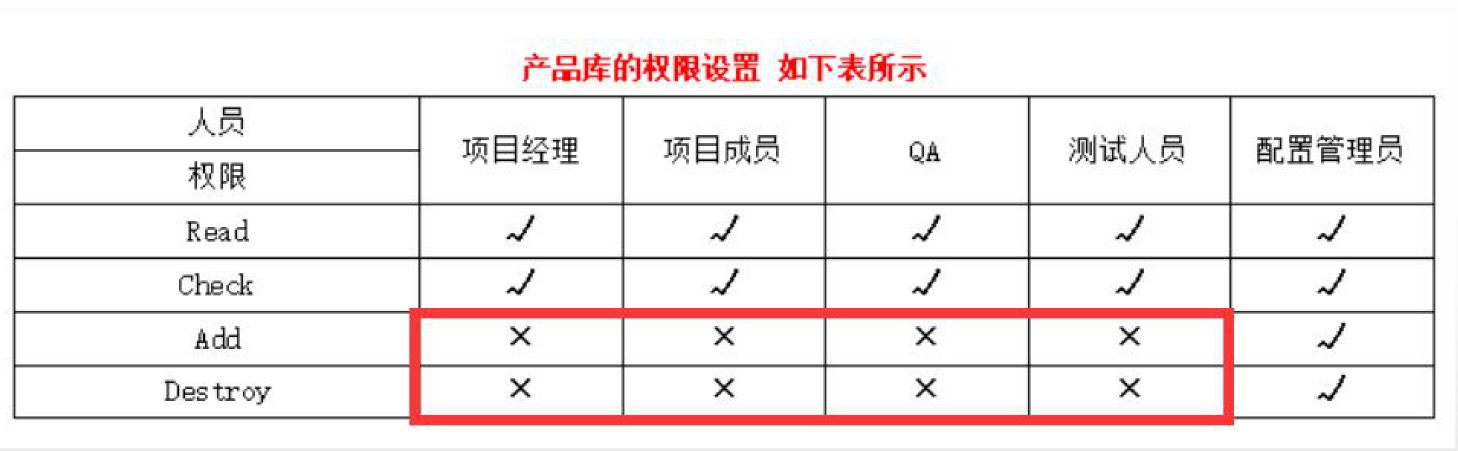 产品库的权限设置 如下表所示
人员
权限
项目经理 项目成员 QA 测试人员 配置管理员
Read ✓ ✓ ✓ ✓ ✓
Check ✓ ✓ ✓ ✓ ✓
Add × × × × ✓
Destroy × × × × ✓